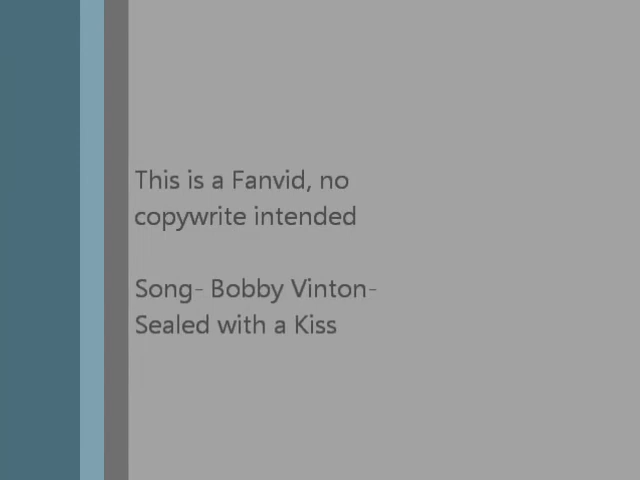 This is a Fanvid, no
copywrite intended
Song- Bobby Vinton-
Sealed with a Kiss